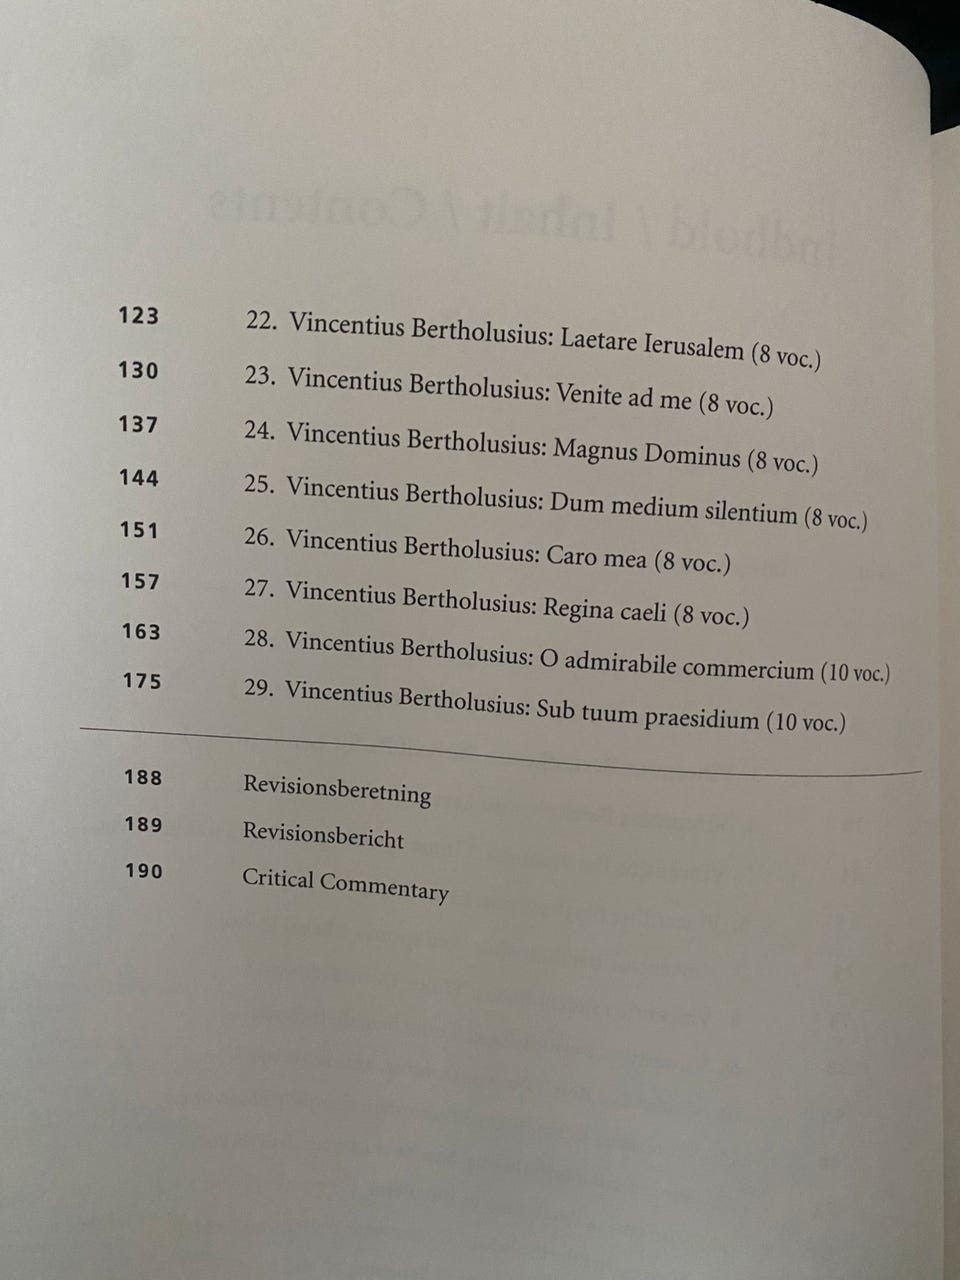 Indhold / Inhalt / Contents
123 22. Vincentius Bertholusius: Laetare Ierusalem (8 voc.)
130 23. Vincentius Bertholusius: Venite ad me (8 voc.)
137 24. Vincentius Bertholusius: Magnus Dominus (8 voc.)
144 25. Vincentius Bertholusius: Dum medium silentium (8 voc.)
151 26. Vincentius Bertholusius: Caro mea (8 voc.)
157 27. Vincentius Bertholusius: Regina caeli (8 voc.)
163 28. Vincentius Bertholusius: O admirabile commercium (10 voc.)
175 29. Vincentius Bertholusius: Sub tuum praesidium (10 voc.)
188 Revisionsberetning
189 Revisionsbericht
190 Critical Commentary